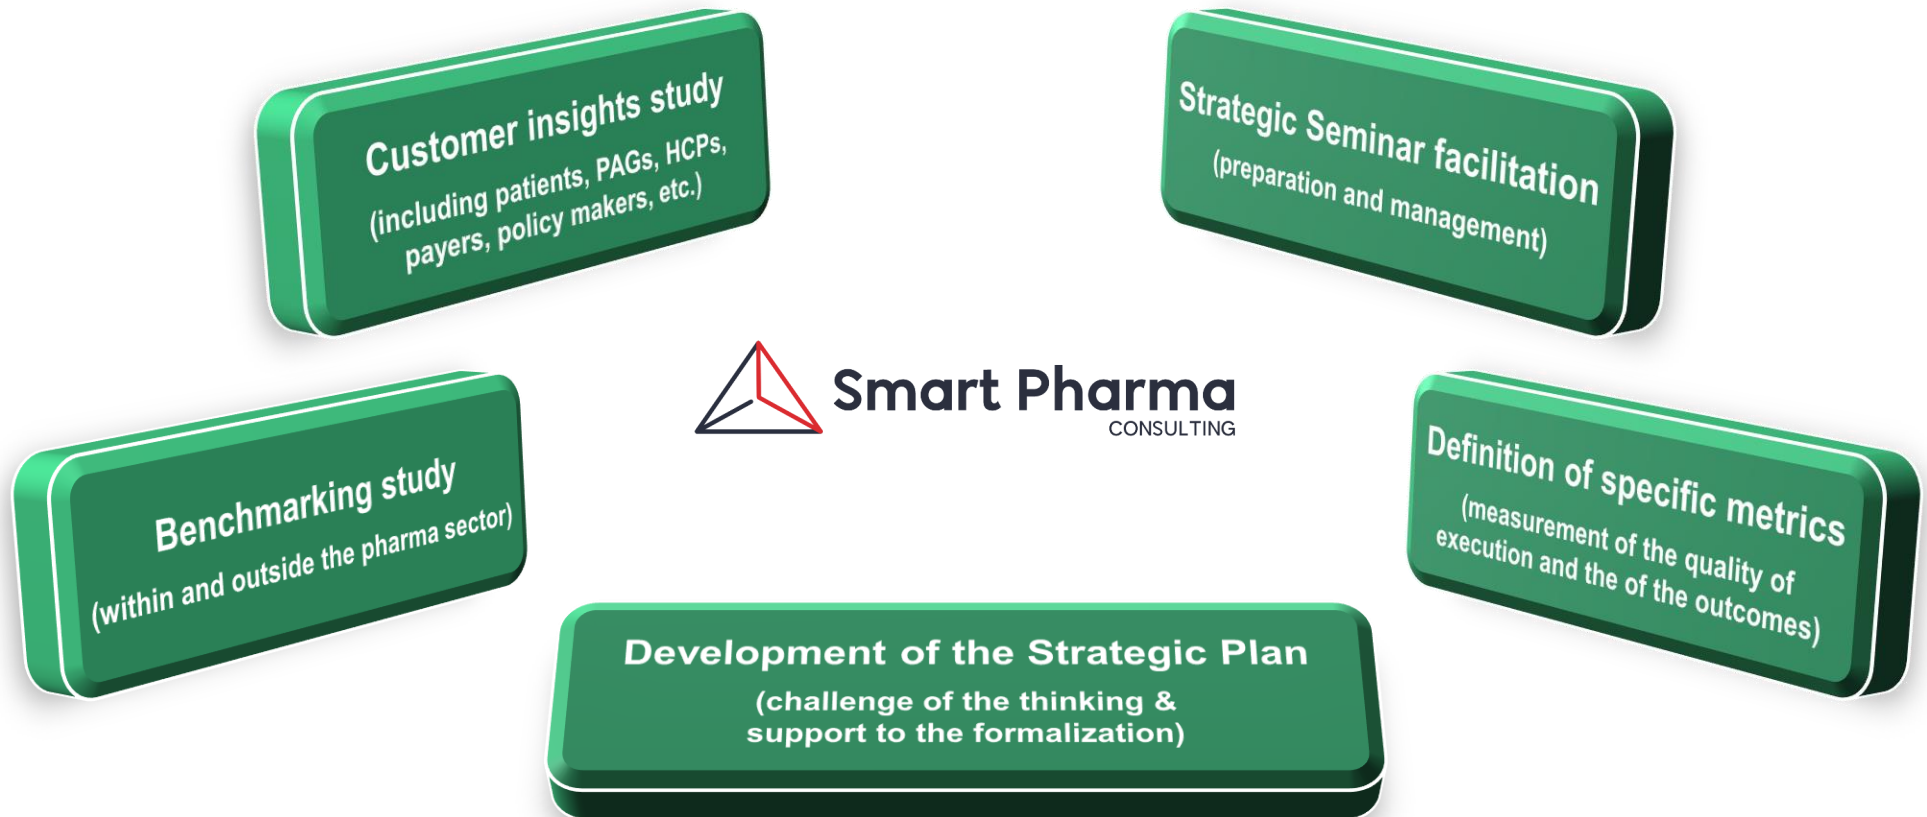 Customer insights study
(including patients, PAGs, HCPs,
payers, policy makers, etc.)
Strategic Seminar facilitation
(preparation and management)
Smart Pharma
CONSULTING
Benchmarking study
(within and outside the pharma sector)
Definition of specific metrics
(measurement of the quality of
execution and the of the outcomes)
Development of the Strategic Plan
(challenge of the thinking &
support to the formalization)